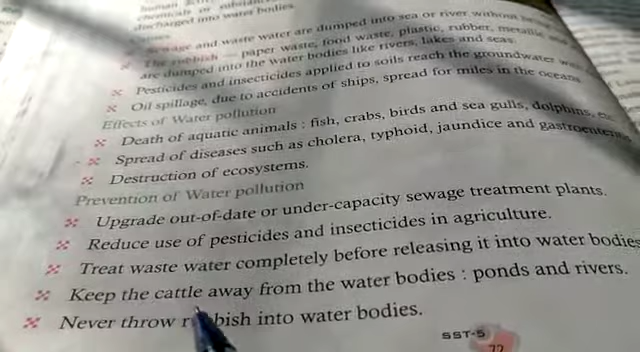 human
chemicals or substances
discharged into water bodies.
Sewage and waste water are dumped into sea or river without
The rubbish — paper waste, food waste, plastic, rubber, metallic
are dumped into the water bodies like rivers, lakes and seas.
Pesticides and insecticides applied to soils reach the groundwater
Oil spillage, due to accidents of ships, spread for miles in the oceans
Effects of Water pollution
Death of aquatic animals : fish, crabs, birds and sea gulls, dolphins, etc
Spread of diseases such as cholera, typhoid, jaundice and gastroenteritis
Destruction of ecosystems.
Prevention of Water pollution
Upgrade out-of-date or under-capacity sewage treatment plants.
Reduce use of pesticides and insecticides in agriculture.
Treat waste water completely before releasing it into water bodies
Keep the cattle away from the water bodies : ponds and rivers.
Never throw rubbish into water bodies.
SST-5
77